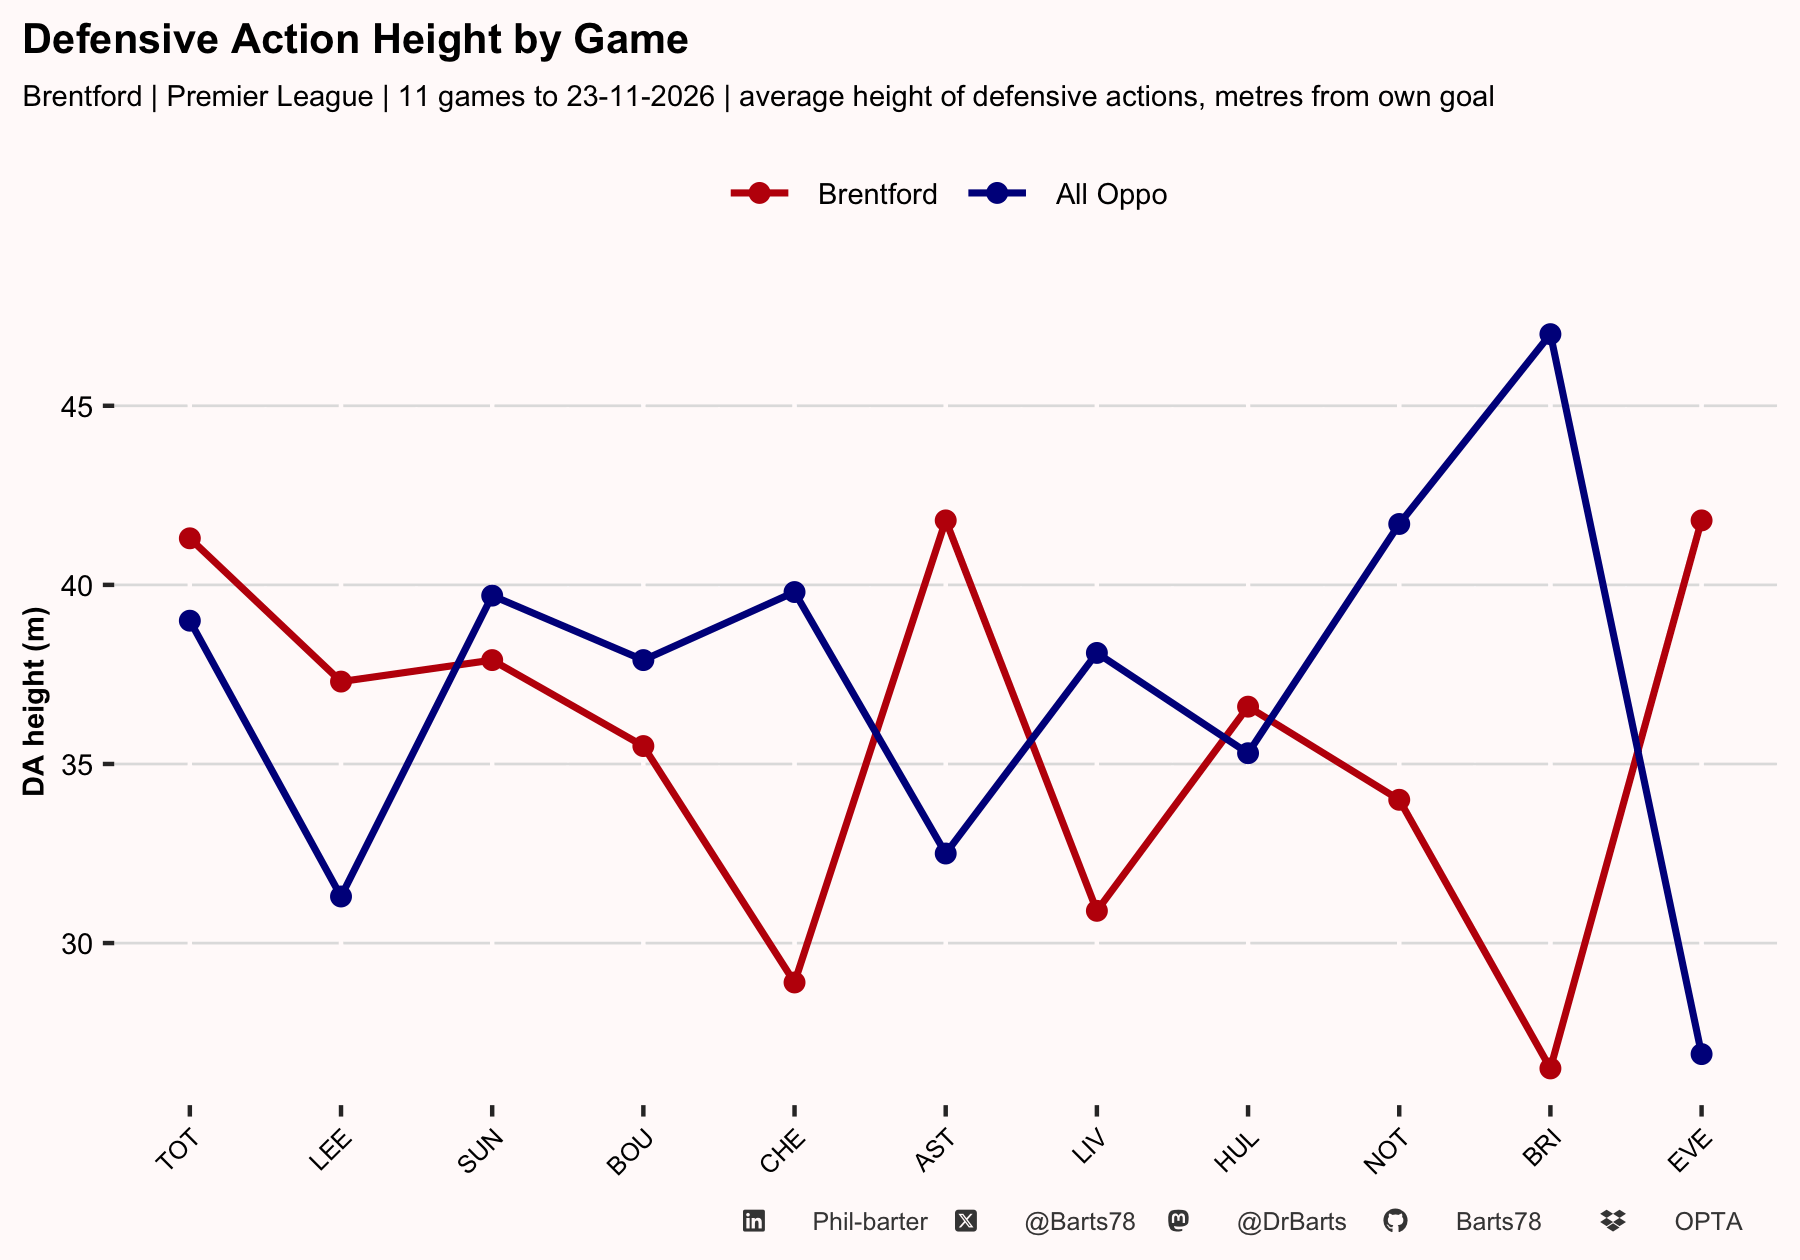 Defensive Action Height by Game
Brentford | Premier League | 11 games to 23-11-2026 | average height of defensive actions, metres from own goal
Brentford All Oppo
45
40
35
30
DA height (m)
TOT LEE SUN BOU CHE AST LIV HUL NOT BRI EVE
Phil-barter @Barts78 @DrBarts Barts78 OPTA